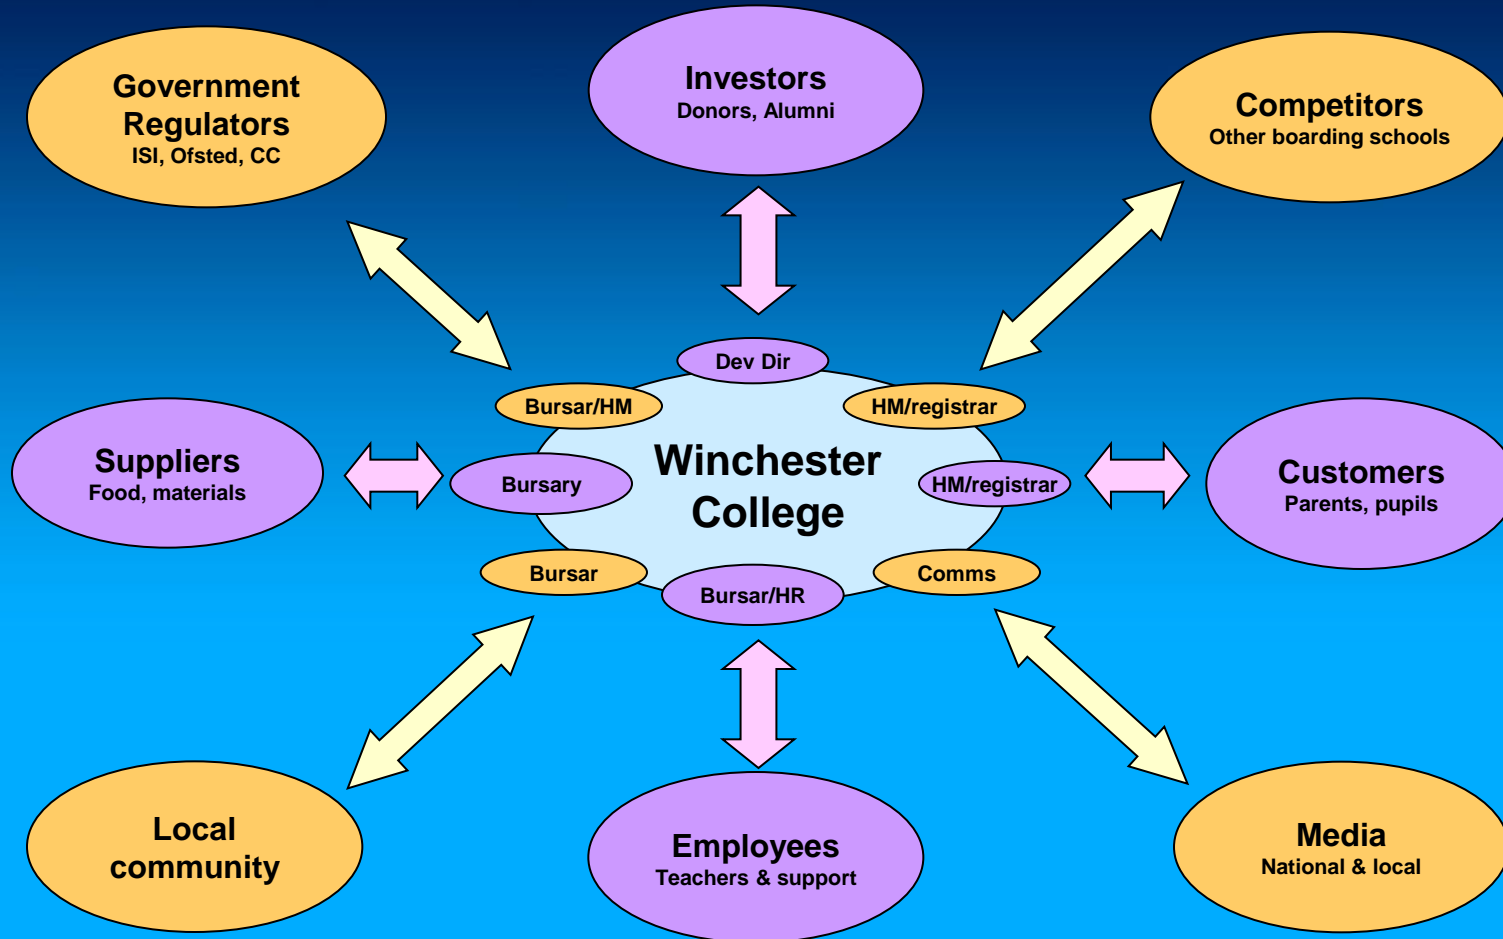 Government
Regulators
ISI, Ofsted, CC
Investors
Donors, Alumni
Competitors
Other boarding schools
Dev Dir
Bursar/HM
HM/registrar
Suppliers
Food, materials
Bursary
Winchester
College
HM/registrar
Customers
Parents, pupils
Bursar
Bursar/HR
Comms
Local
community
Employees
Teachers & support
Media
National & local